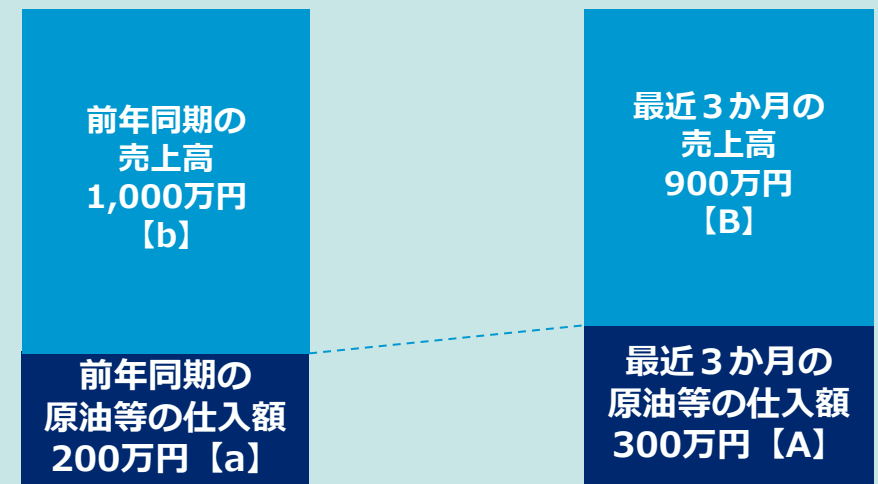 前年同期の
売上高
1,000万円
【b】
前年同期の
原油等の仕入額
200万円【a】
最近３か月の
売上高
900万円
【B】
最近３か月の
原油等の仕入額
300万円【A】